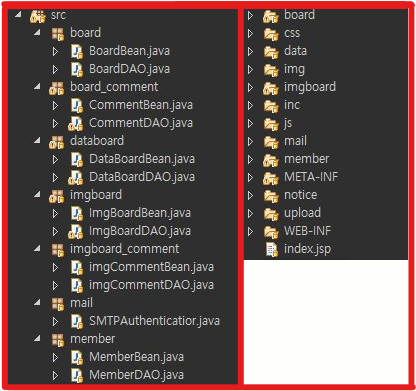 src
board
BoardBean.java
BoardDAO.java
board_comment
CommentBean.java
CommentDAO.java
databoard
DataBoardBean.java
DataBoardDAO.java
imgboard
ImgBoardBean.java
ImgBoardDAO.java
imgboard_comment
imgCommentBean.java
imgCommentDAO.java
mail
SMTPAuthenticatior.java
member
MemberBean.java
MemberDAO.java
board
css
data
img
imgboard
inc
js
mail
member
META-INF
notice
upload
WEB-INF
index.jsp